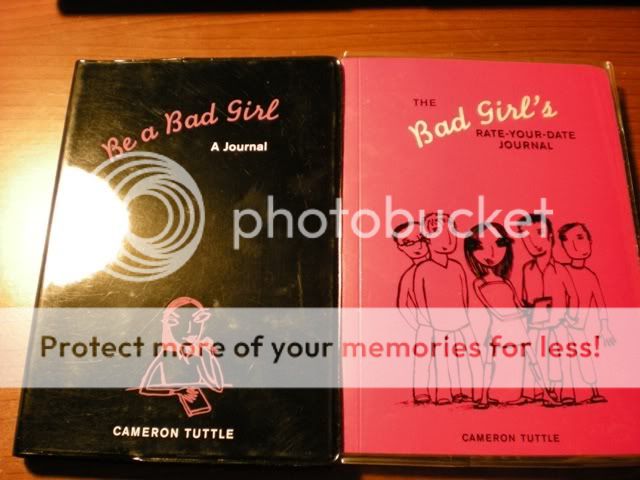 Be a Bad Girl
A Journal
CAMERON TUTTLE
THE
Bad Girl's
RATE-YOUR-DATE
JOURNAL
CAMERON TUTTLE
photobucket
Protect more of your memories for less!